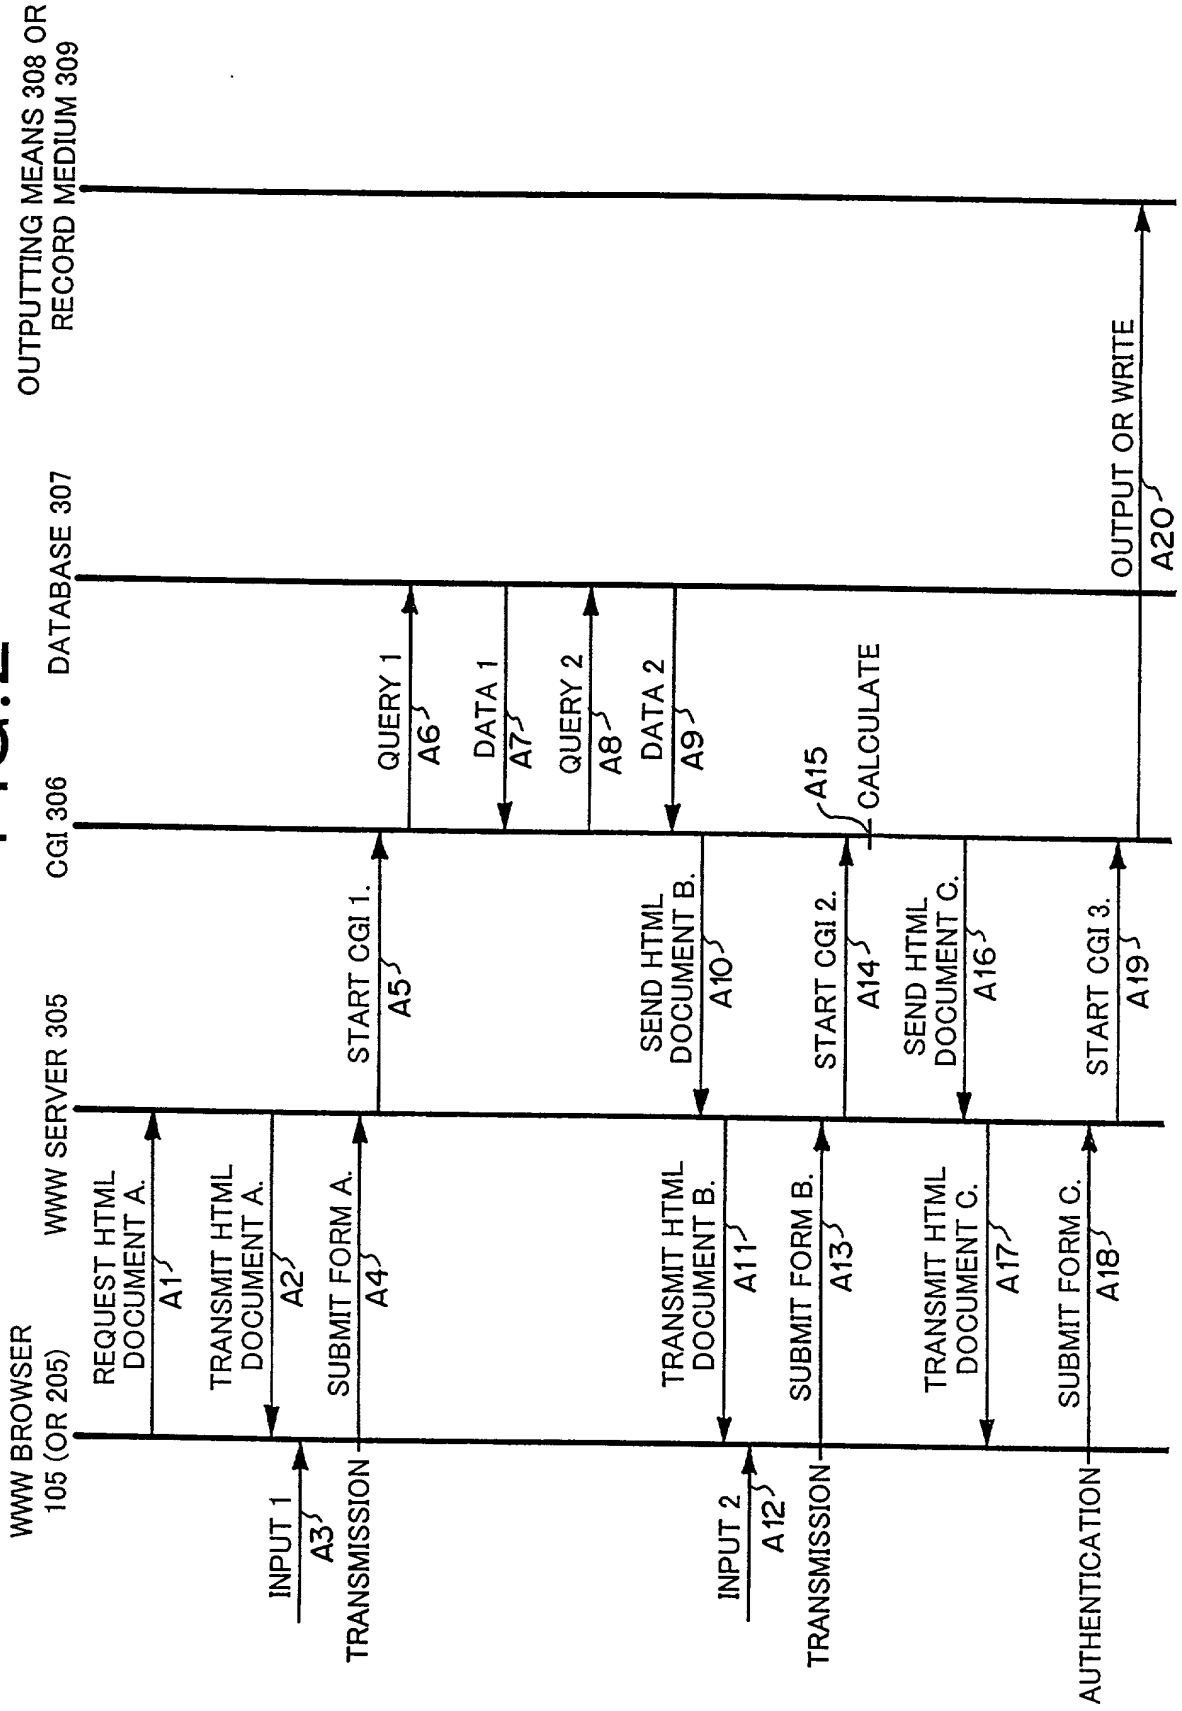 FIG. 2
WWW BROWSER
105 (OR 205)
WWW SERVER 305
CGI 306
DATABASE 307
OUTPUTTING MEANS 308 OR
RECORD MEDIUM 309
REQUEST HTML
DOCUMENT A.
A1
TRANSMIT HTML
DOCUMENT A.
A2
INPUT 1
A3
TRANSMISSION
SUBMIT FORM A.
A4
START CGI 1.
A5
QUERY 1
A6
DATA 1
A7
QUERY 2
A8
DATA 2
A9
SEND HTML
DOCUMENT B.
A10
TRANSMIT HTML
DOCUMENT B.
A11
INPUT 2
A12
TRANSMISSION
SUBMIT FORM B.
A13
START CGI 2.
A14
A15
CALCULATE
SEND HTML
DOCUMENT C.
A16
TRANSMIT HTML
DOCUMENT C.
A17
AUTHENTICATION
SUBMIT FORM C.
A18
START CGI 3.
A19
OUTPUT OR WRITE
A20